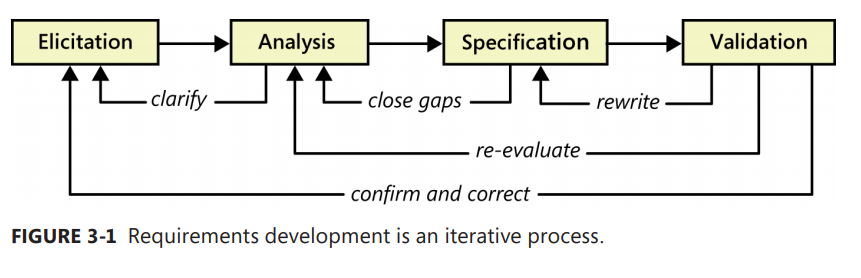 Elicitation
Analysis
Specification
Validation
clarify
close gaps
rewrite
re-evaluate
confirm and correct
FIGURE 3-1 Requirements development is an iterative process.